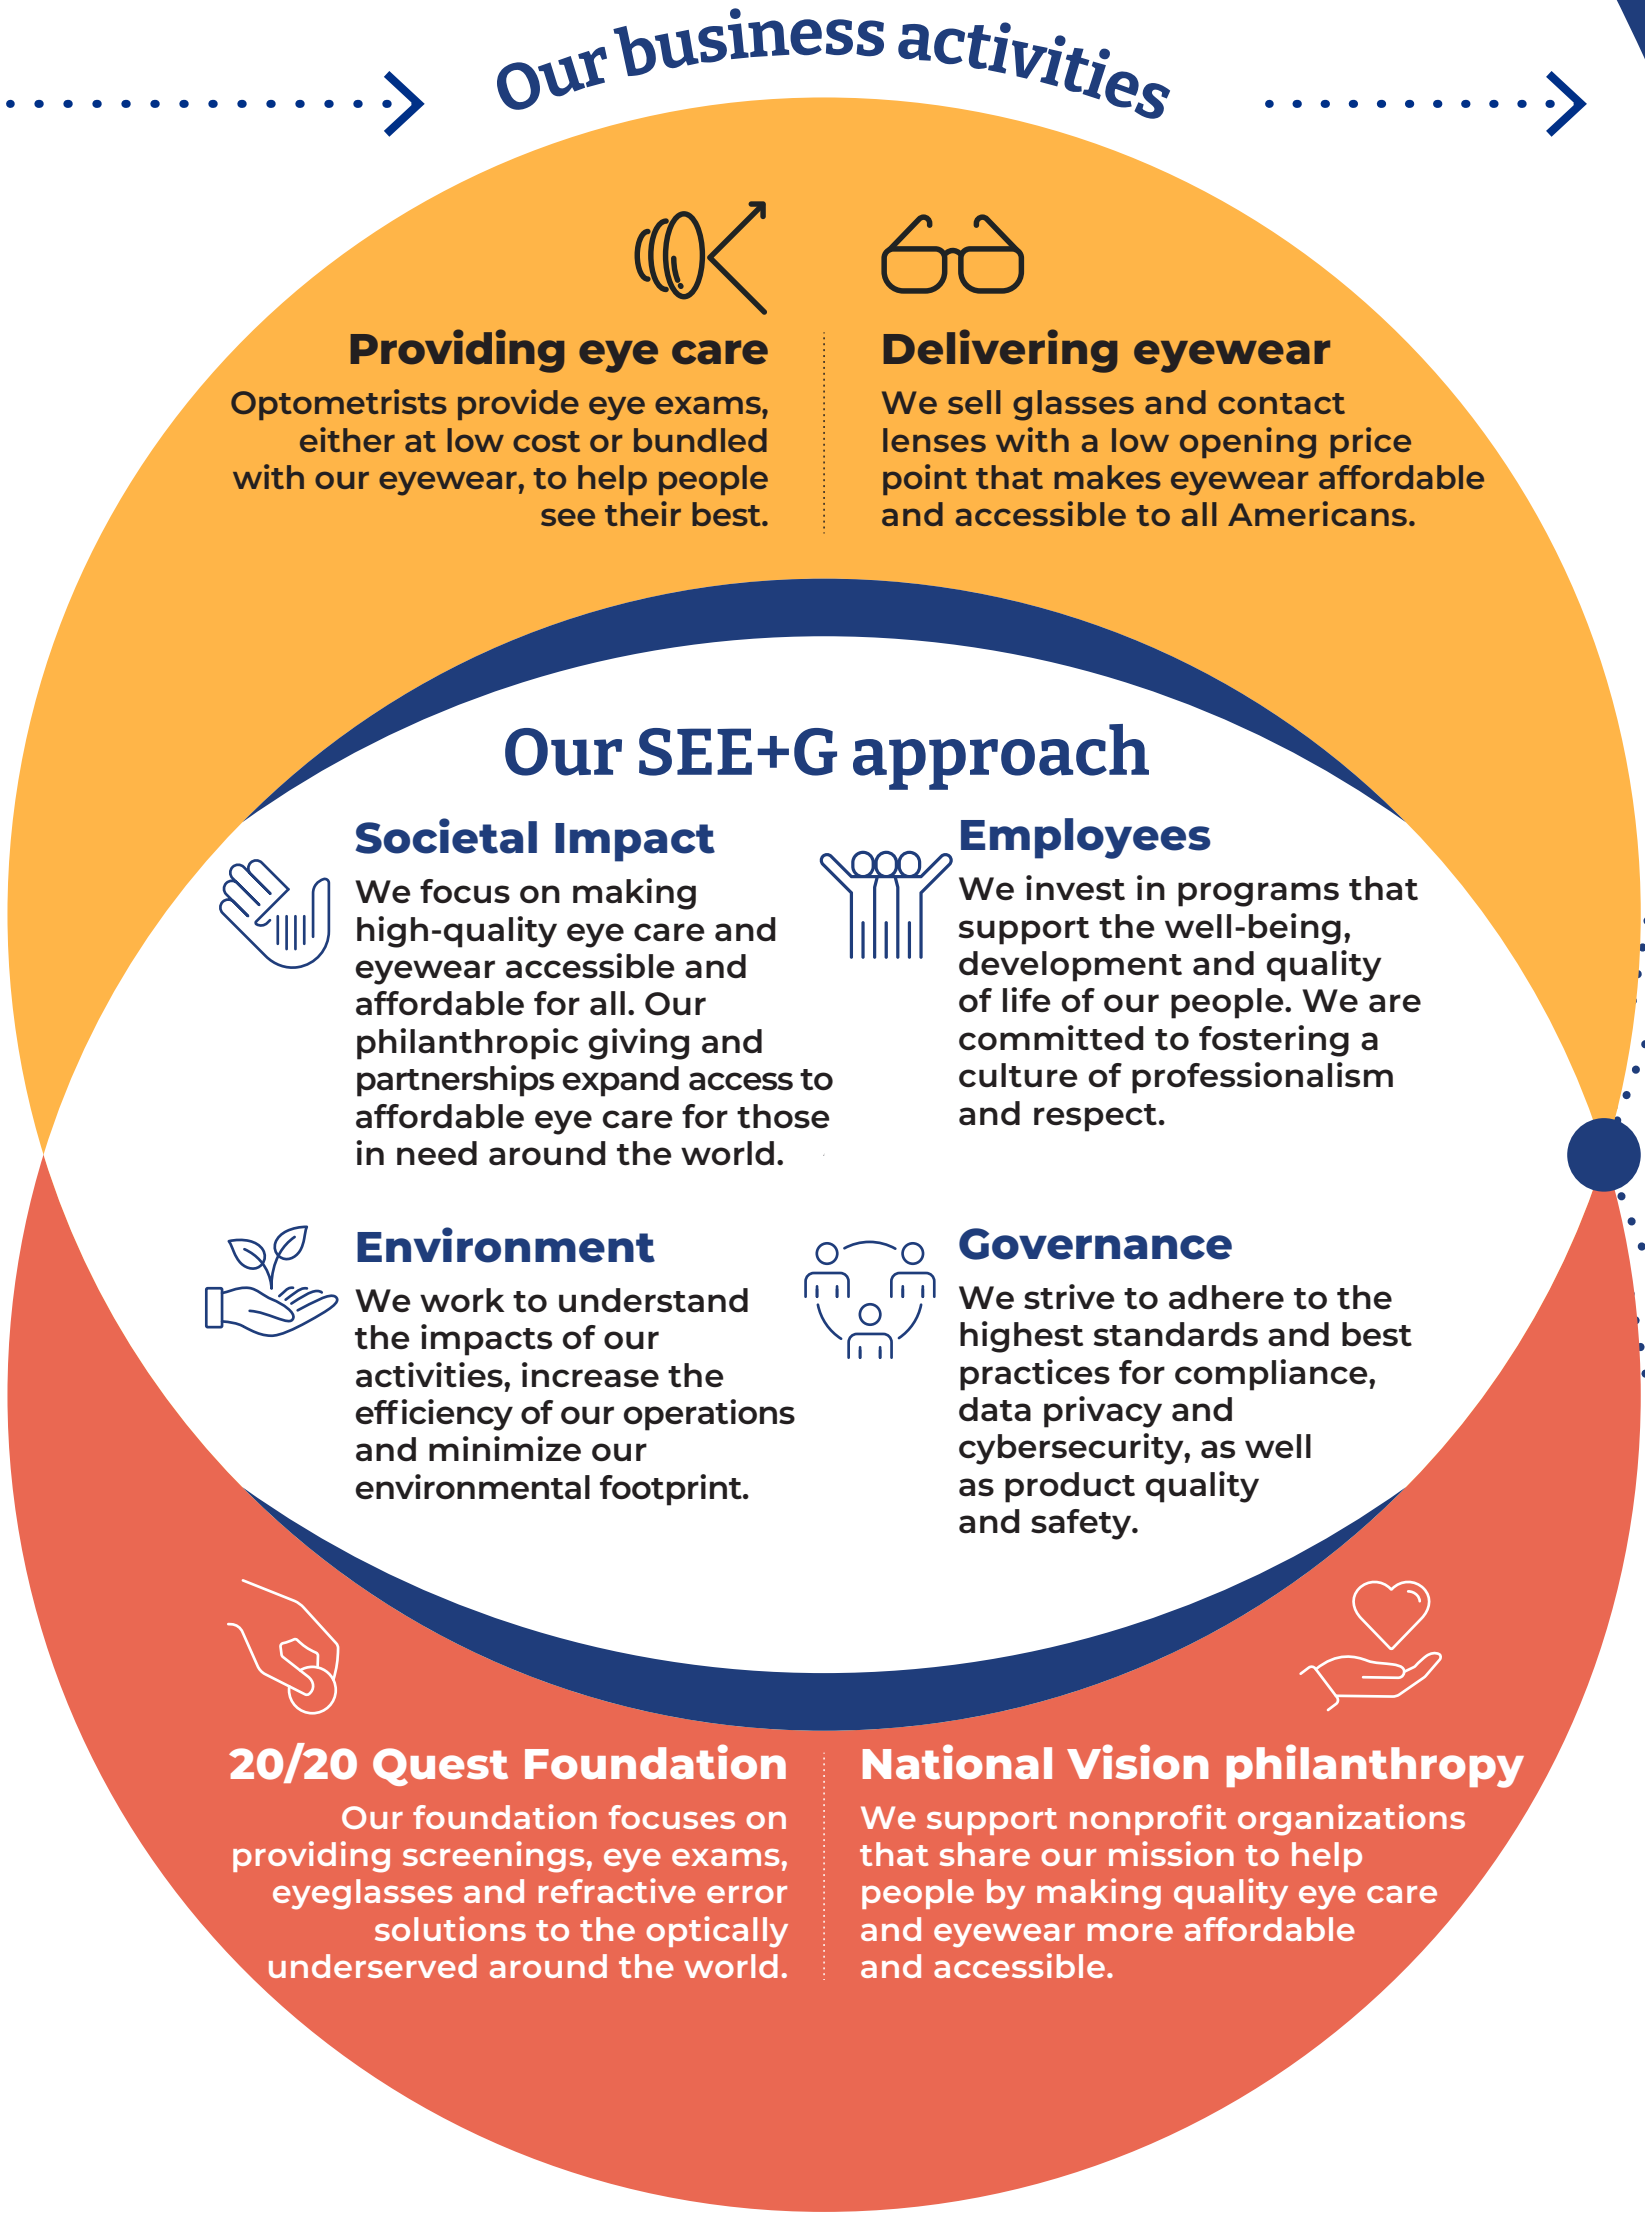 Our business activities
Providing eye care
Optometrists provide eye exams,
either at low cost or bundled
with our eyewear, to help people
see their best.
Delivering eyewear
We sell glasses and contact
lenses with a low opening price
point that makes eyewear affordable
and accessible to all Americans.
Our SEE+G approach
Societal Impact
We focus on making
high-quality eye care and
eyewear accessible and
affordable for all. Our
philanthropic giving and
partnerships expand access to
affordable eye care for those
in need around the world.
Employees
We invest in programs that
support the well-being,
development and quality
of life of our people. We are
committed to fostering a
culture of professionalism
and respect.
Environment
We work to understand
the impacts of our
activities, increase the
efficiency of our operations
and minimize our
environmental footprint.
Governance
We strive to adhere to the
highest standards and best
practices for compliance,
data privacy and
cybersecurity, as well
as product quality
and safety.
20/20 Quest Foundation
Our foundation focuses on
providing screenings, eye exams,
eyeglasses and refractive error
solutions to the optically
underserved around the world.
National Vision philanthropy
We support nonprofit organizations
that share our mission to help
people by making quality eye care
and eyewear more affordable
and accessible.